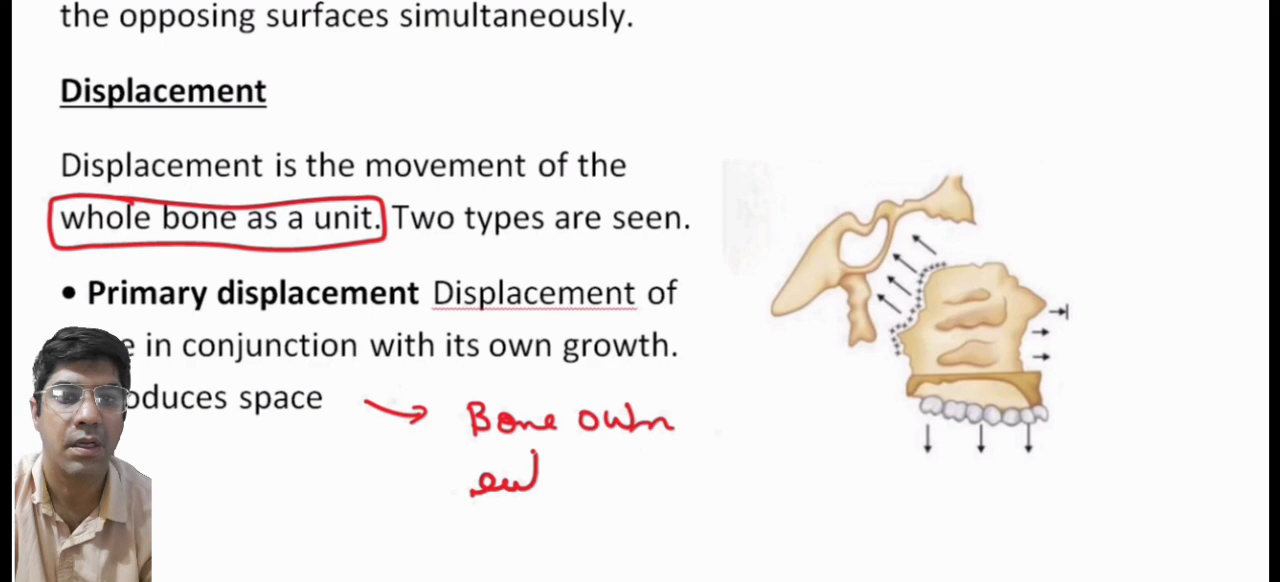 the opposing surfaces simultaneously.
Displacement
Displacement is the movement of the
whole bone as a unit. Two types are seen.
• Primary displacement Displacement of
in conjunction with its own growth.
space
Bone own